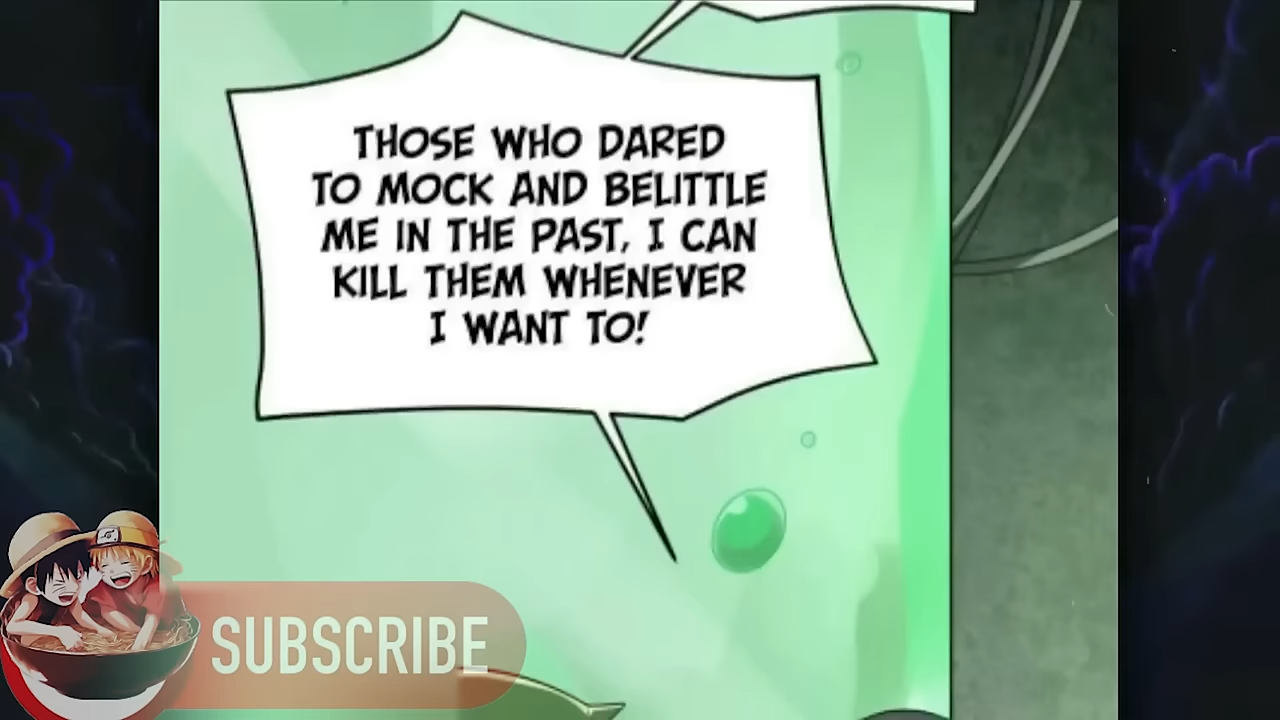 THOSE WHO DARED
TO MOCK AND BELITTLE
ME IN THE PAST, I CAN
KILL THEM WHENEVER
I WANT TO!
SUBSCRIBE